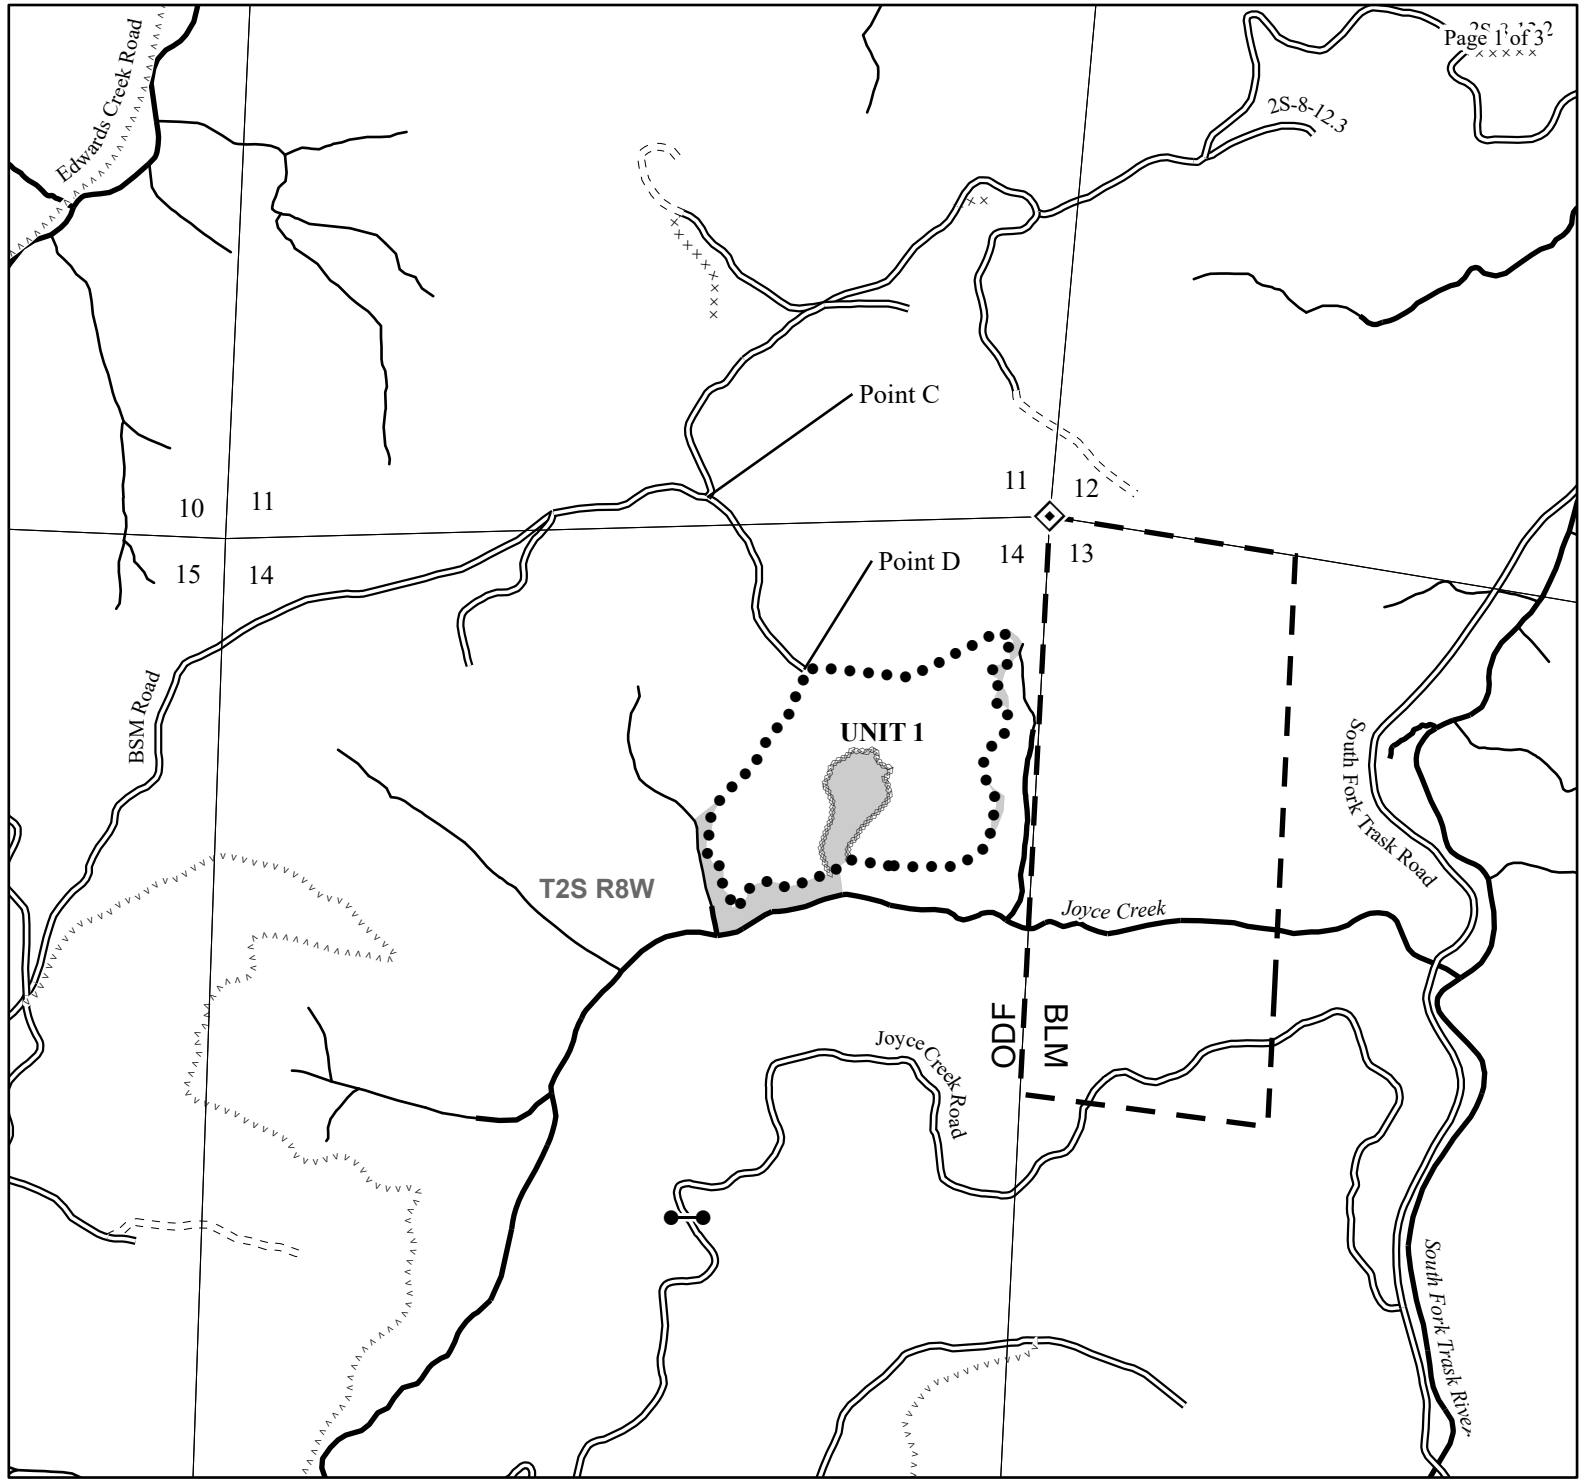 Edwards Creek Road
Page 1 of 3
2S-8-12.3
Point C
10
11
11
12
15
14
14
13
Point D
BSM Road
UNIT 1
South Fork Trask Road
T2S R8W
Joyce Creek
ODF
BLM
Joyce Creek Road
South Fork Trask River